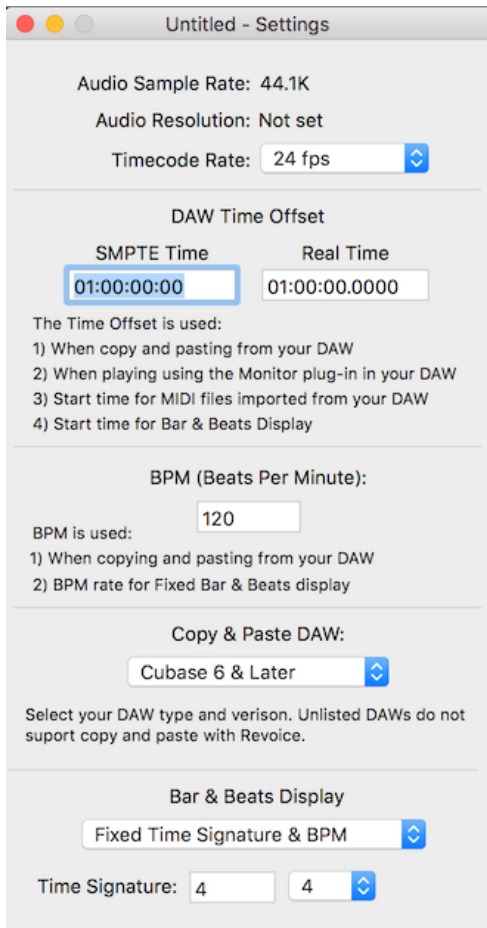 Untitled - Settings
Audio Sample Rate: 44.1K
Audio Resolution: Not set
Timecode Rate: 24 fps
DAW Time Offset
SMPTE Time Real Time
01:00:00:00 01:00:00.0000
The Time Offset is used:
1) When copy and pasting from your DAW
2) When playing using the Monitor plug-in in your DAW
3) Start time for MIDI files imported from your DAW
4) Start time for Bar & Beats Display
BPM (Beats Per Minute):
120
BPM is used:
1) When copying and pasting from your DAW
2) BPM rate for Fixed Bar & Beats display
Copy & Paste DAW:
Cubase 6 & Later
Select your DAW type and verison. Unlisted DAWs do not
suport copy and paste with Revoice.
Bar & Beats Display
Fixed Time Signature & BPM
Time Signature: 4 4